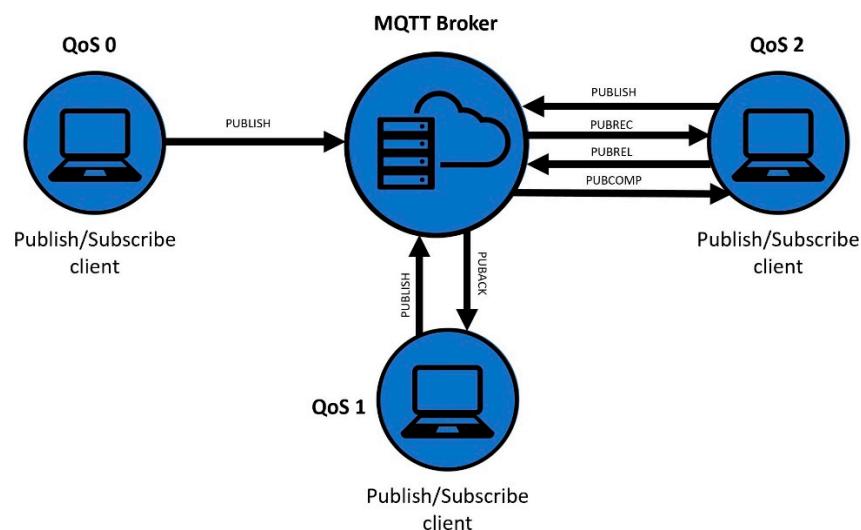 MQTT Broker
QoS 0
QoS 2
PUBLISH
PUBLISH
PUBREC
PUBREL
PUBCOMP
Publish/Subscribe
client
Publish/Subscribe
client
PUBLISH
PUBACK
QoS 1
Publish/Subscribe
client